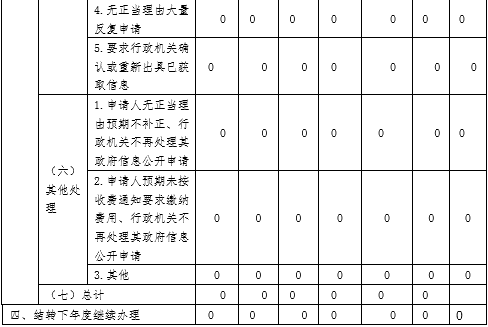 4.无正当理由大量 0 0 0 0 0 0 0
反复申请
5.要求行政机关确
认或重新出具已获 0 0 0 0 0 0 0
取信息
（六）
其他处
理
1.申请人无正当理
由预期不补正、行
政机关不再处理其 0 0 0 0 0 0 0
政府信息公开申请
2.申请人预期未按
收费通知要求缴纳
费用、行政机关不 0 0 0 0 0 0 0
再处理其政府信息
公开申请
3.其他 0 0 0 0 0 0 0
（七）总计 0 0 0 0 0 0
四、结转下年度继续办理 0 0 0 0 0 0 0